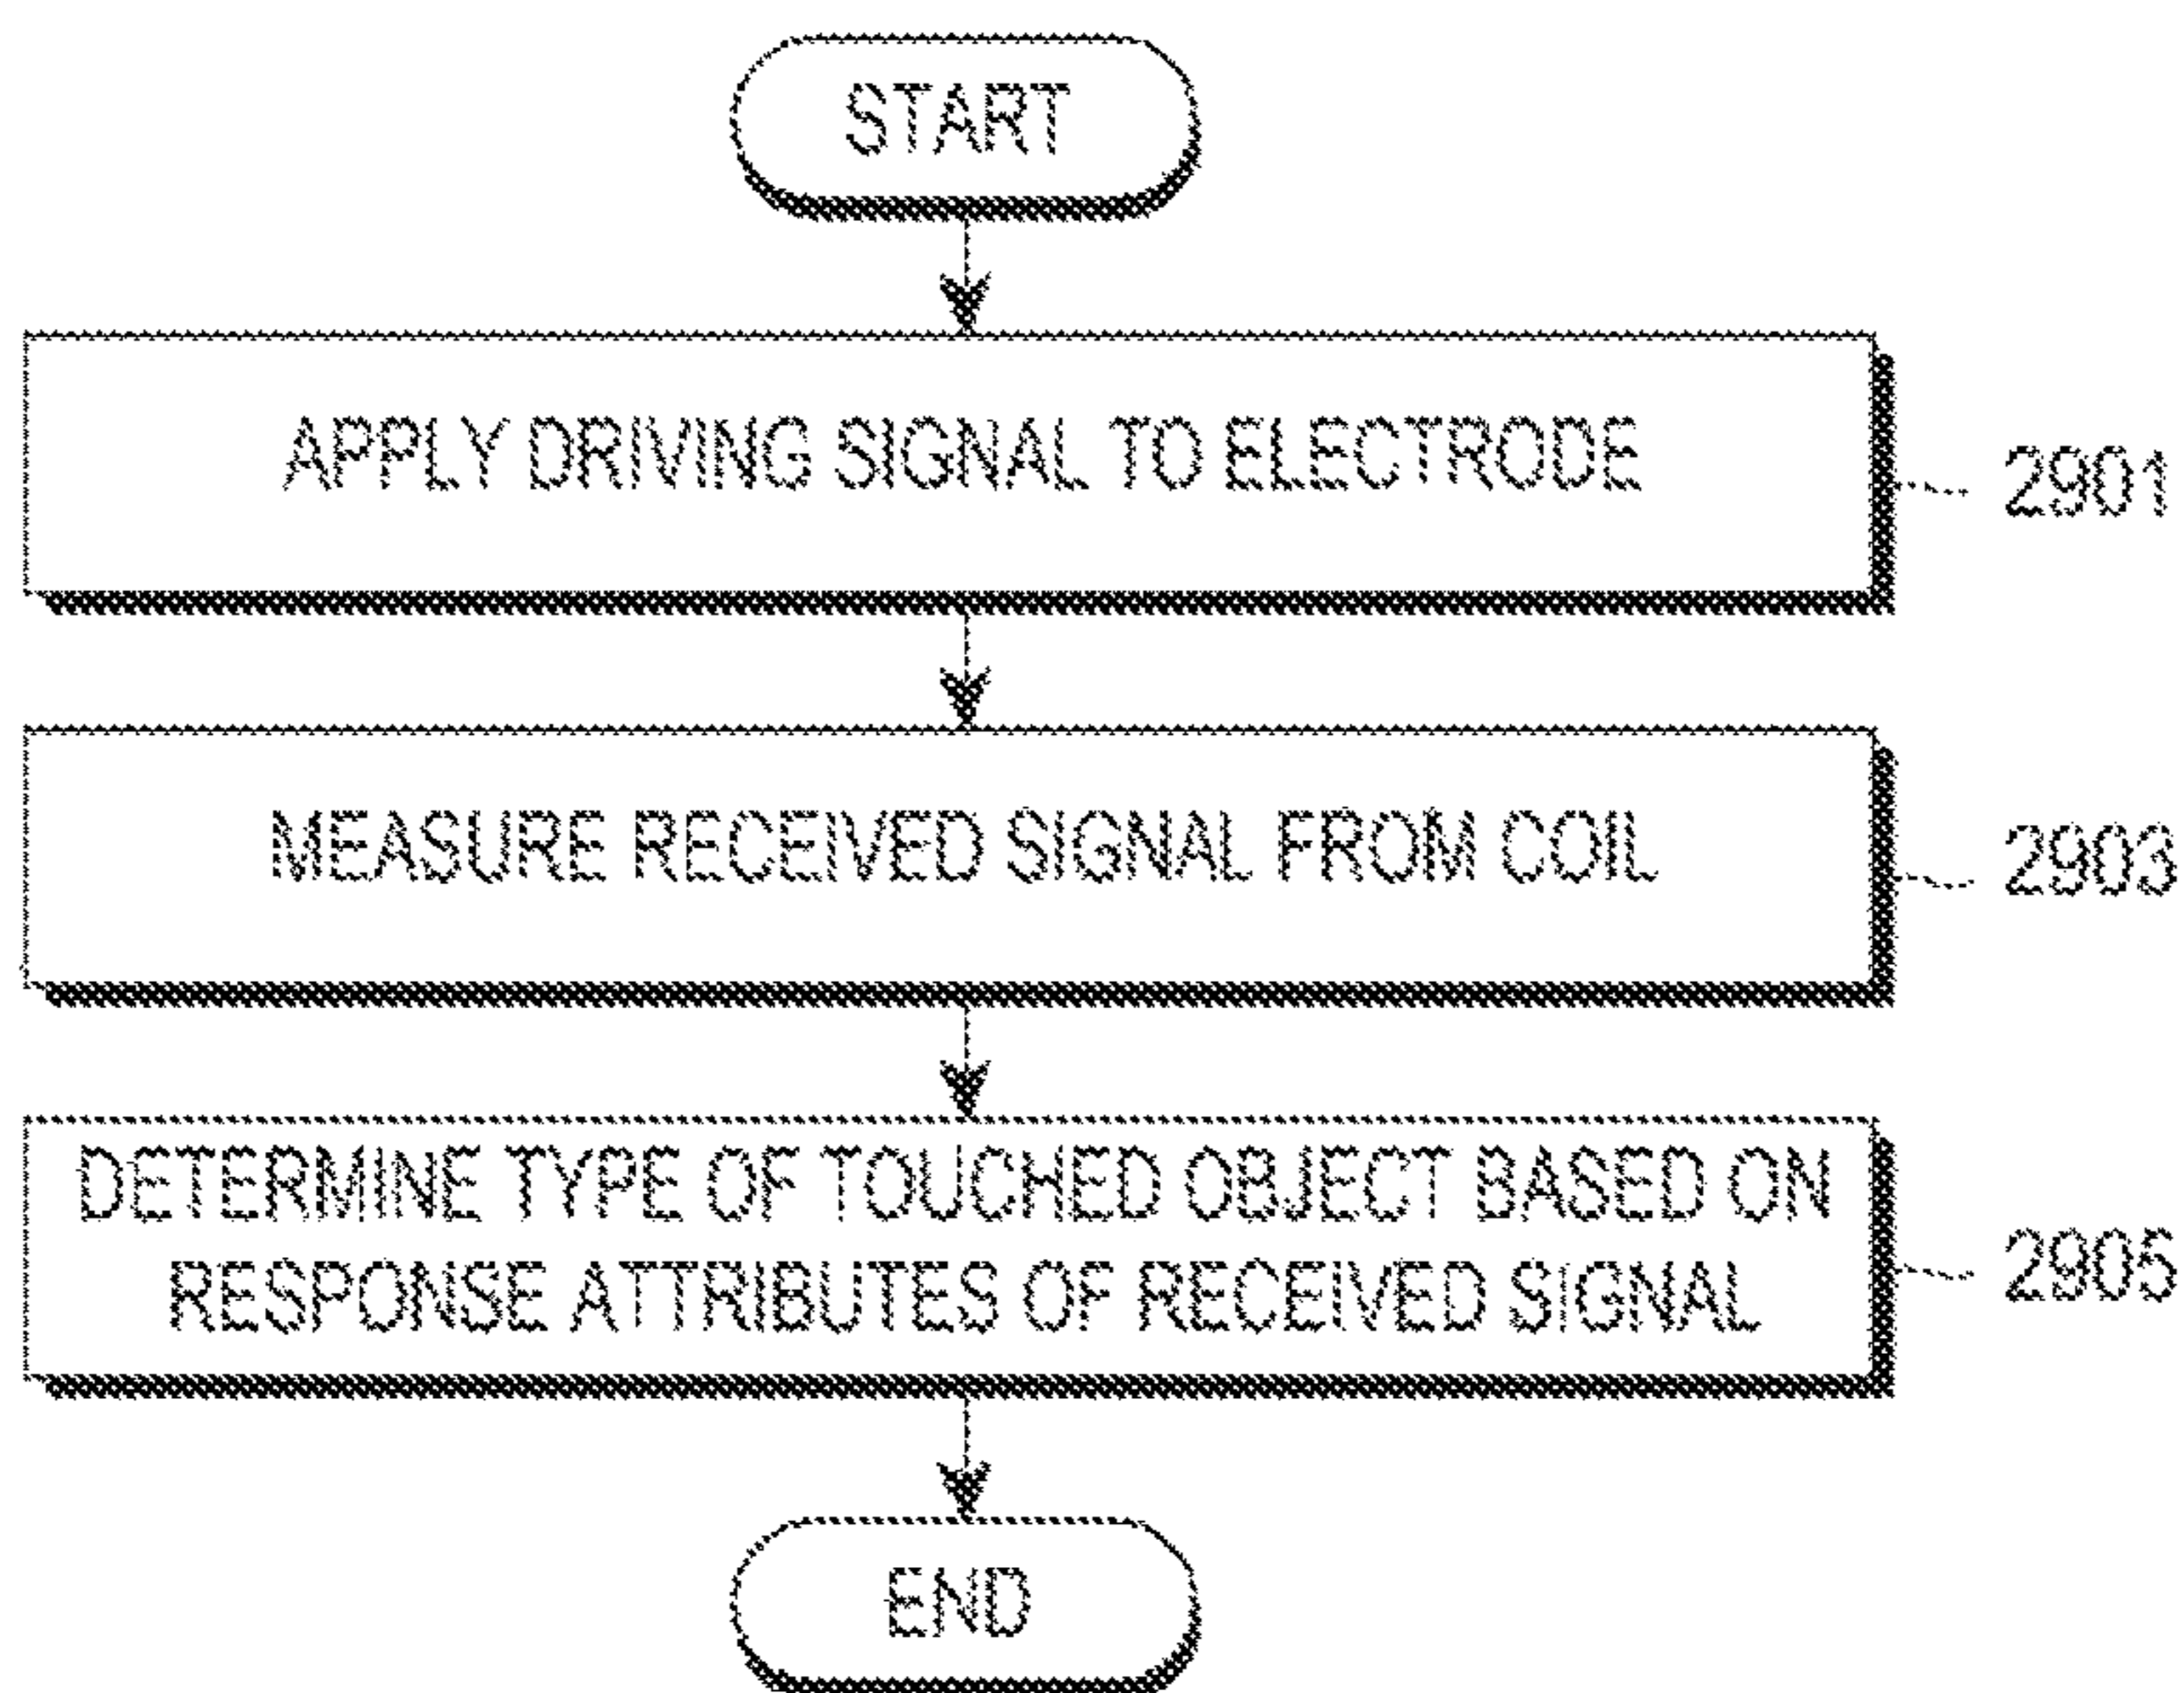 START
APPLY DRIVING SIGNAL TO ELECTRODE
2901
MEASURE RECEIVED SIGNAL FROM COIL
2903
DETERMINE TYPE OF TOUCHED OBJECT BASED ON
RESPONSE ATTRIBUTES OF RECEIVED SIGNAL
2905
END